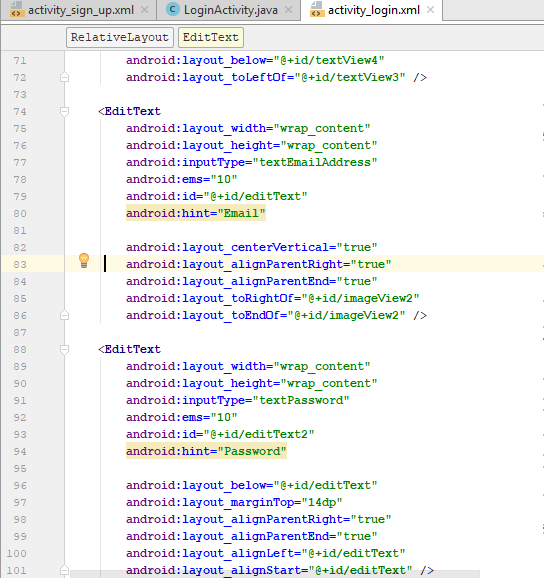 activity_sign_up.xml LoginActivity.java activity_login.xml
RelativeLayout EditText
71 android:layout_below="@+id/textView4"
72 android:layout_toLeftOf="@+id/textView3" />
73
74 <EditText
75 android:layout_width="wrap_content"
76 android:layout_height="wrap_content"
77 android:inputType="textEmailAddress"
78 android:ems="10"
79 android:id="@+id/editText"
80 android:hint="Email"
81
82 android:layout_centerVertical="true"
83 android:layout_alignParentRight="true"
84 android:layout_alignParentEnd="true"
85 android:layout_toRightOf="@+id/imageView2"
86 android:layout_toEndOf="@+id/imageView2" />
87
88 <EditText
89 android:layout_width="wrap_content"
90 android:layout_height="wrap_content"
91 android:inputType="textPassword"
92 android:ems="10"
93 android:id="@+id/editText2"
94 android:hint="Password"
95
96 android:layout_below="@+id/editText"
97 android:layout_marginTop="14dp"
98 android:layout_alignParentRight="true"
99 android:layout_alignParentEnd="true"
100 android:layout_alignLeft="@+id/editText"
101 android:layout_alignStart="@+id/editText" />